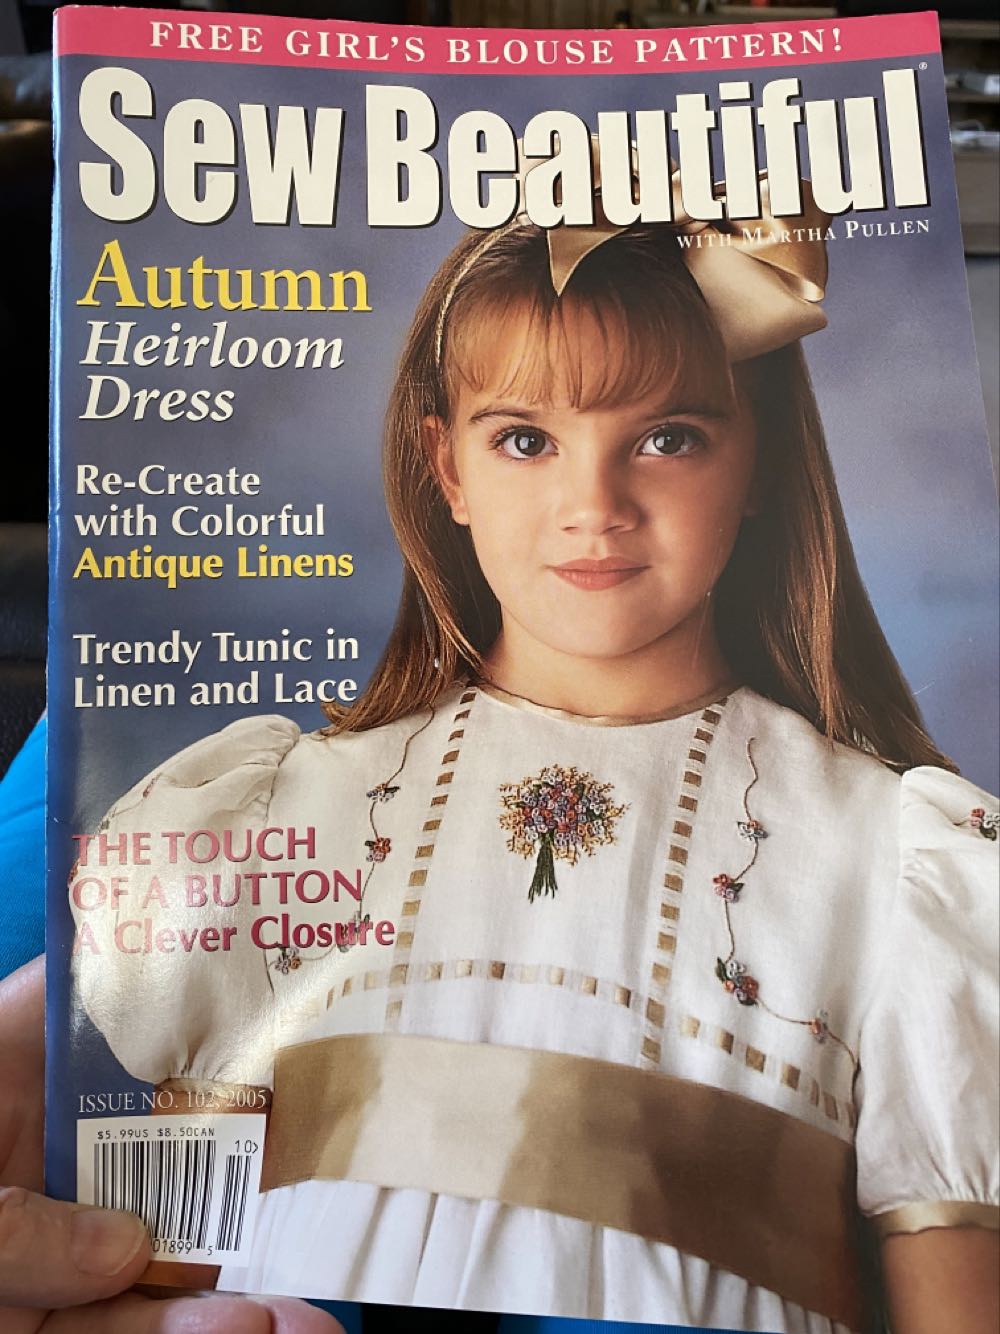 FREE GIRL'S BLOUSE PATTERN!
Sew Beautiful®
WITH MARTHA PULLEN
Autumn
Heirloom
Dress
Re-Create
with Colorful
Antique Linens
Trendy Tunic in
Linen and Lace
THE TOUCH
OF A BUTTON
A Clever Closure
ISSUE NO. 102, 2005
$5.99US $8.50CAN
10>
01899 5